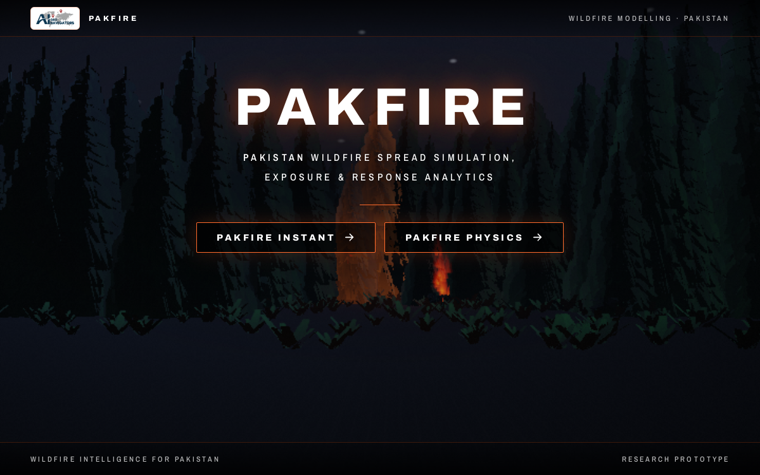 PAKFIRE
WILDFIRE MODELLING · PAKISTAN
PAKFIRE
PAKISTAN WILDFIRE SPREAD SIMULATION,
EXPOSURE & RESPONSE ANALYTICS
PAKFIRE INSTANT →
PAKFIRE PHYSICS →
WILDFIRE INTELLIGENCE FOR PAKISTAN
RESEARCH PROTOTYPE